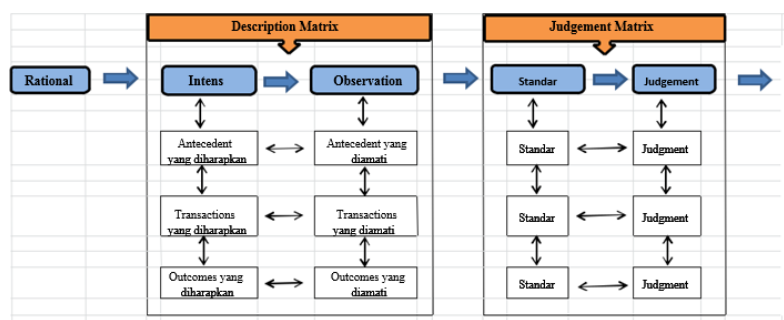 Description Matrix
Judgement Matrix
Rational
Intens
Observation
Standar
Judgement
Antecedent
yang diharapkan
Antecedent yang
diamati
Standar
Judgment
Transactions
yang diharapkan
Transactions
yang diamati
Standar
Judgment
Outcomes yang
diharapkan
Outcomes yang
diamati
Standar
Judgment